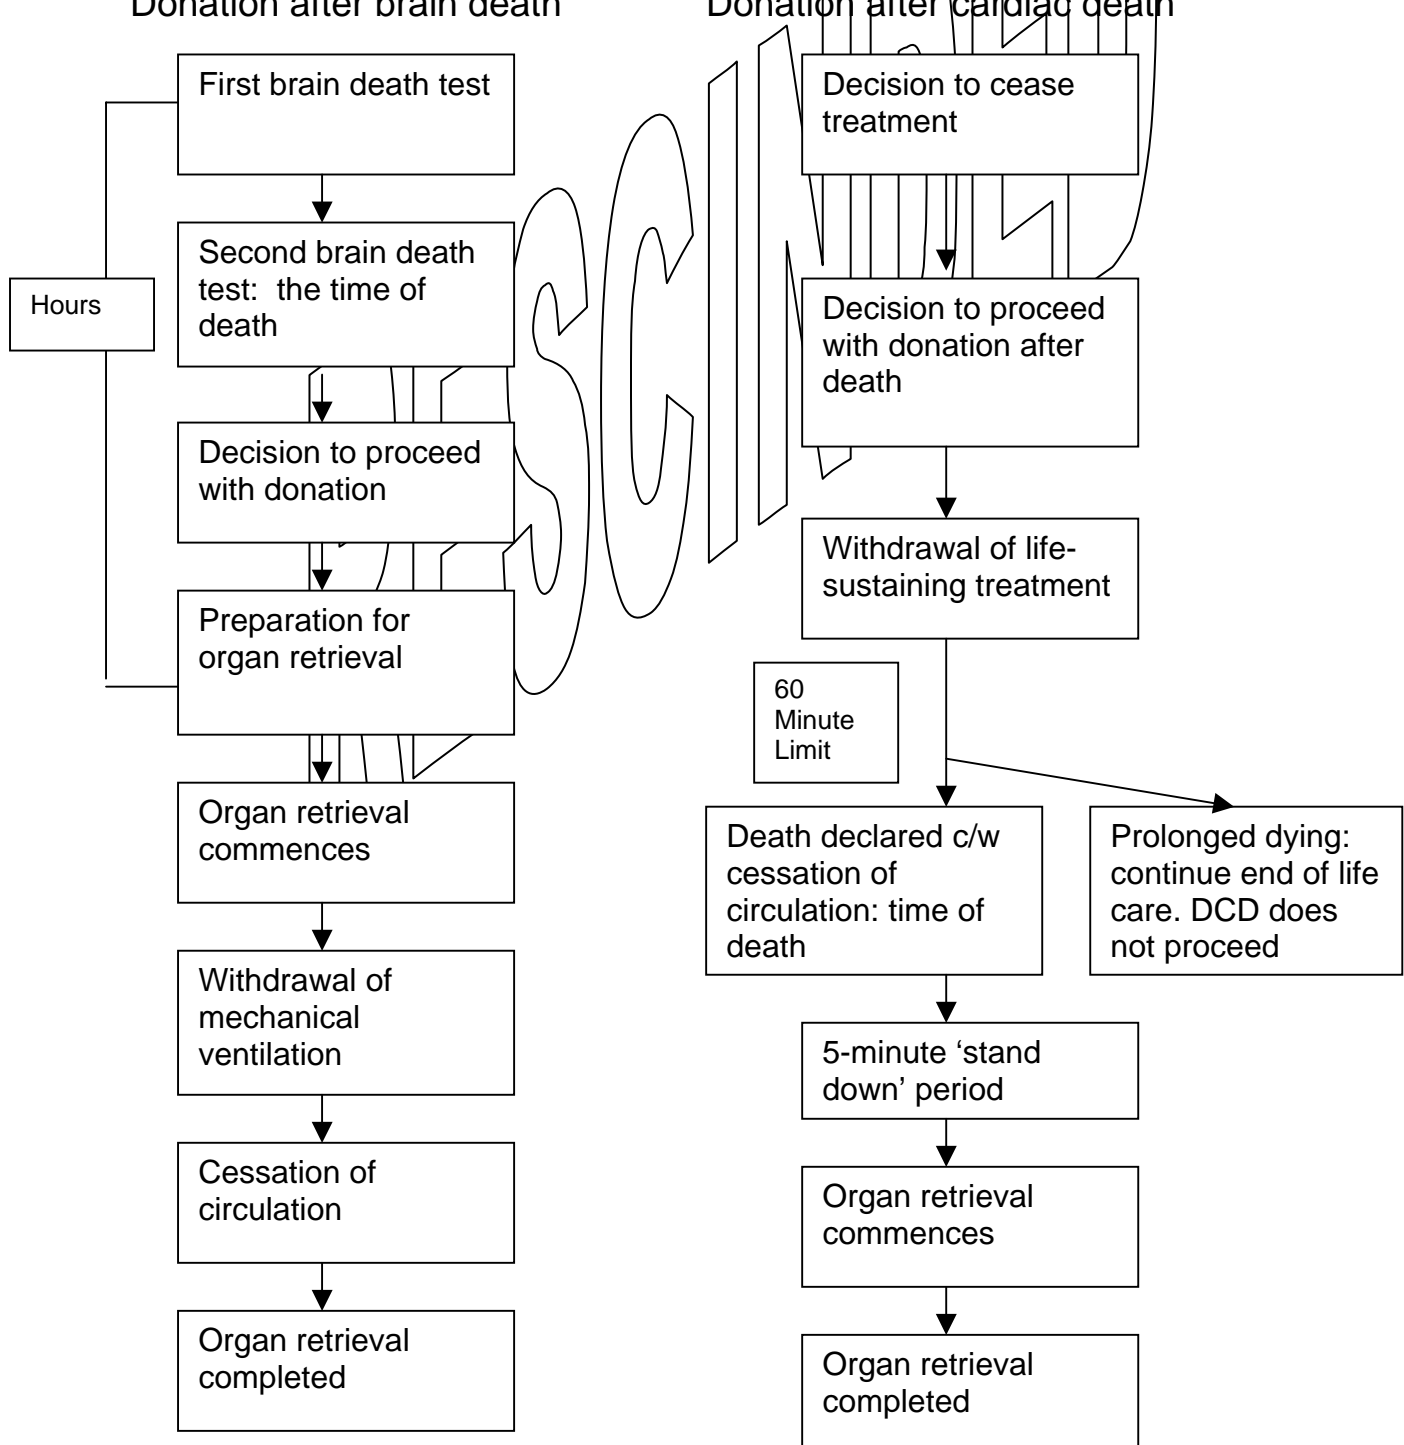 Donation after brain death
First brain death test
Second brain death
test:  the time of
death
Hours
Decision to proceed
with donation
Preparation for
organ retrieval
Organ retrieval
commences
Withdrawal of
mechanical
ventilation
Cessation of
circulation
Organ retrieval
completed
Donation after cardiac death
Decision to cease
treatment
Decision to proceed
with donation after
death
Withdrawal of life-
sustaining treatment
60
Minute
Limit
Death declared c/w
cessation of
circulation: time of
death
Prolonged dying:
continue end of life
care. DCD does
not proceed
5-minute ‘stand
down’ period
Organ retrieval
commences
Organ retrieval
completed